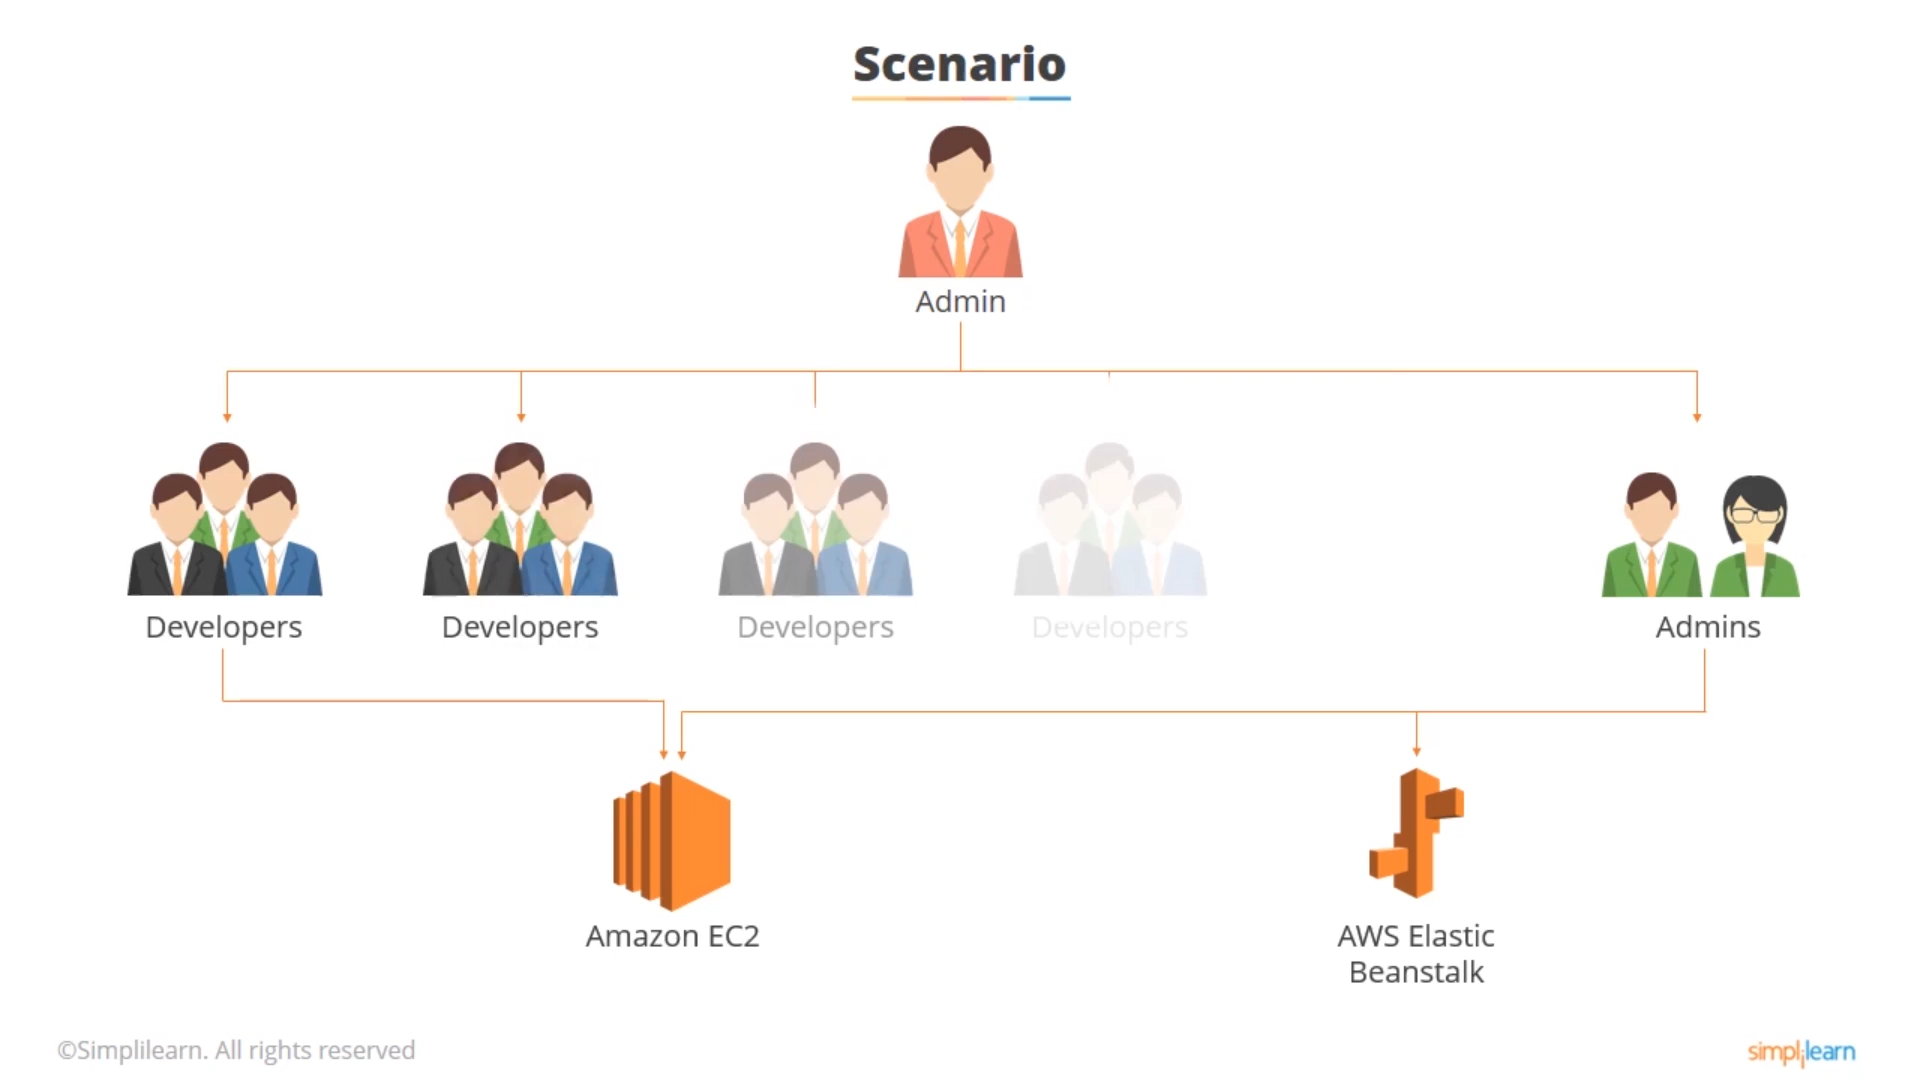 Scenario
Admin
Developers
Developers
Developers
Developers
Admins
Amazon EC2
AWS Elastic
Beanstalk
©Simplilearn. All rights reserved
simplilearn